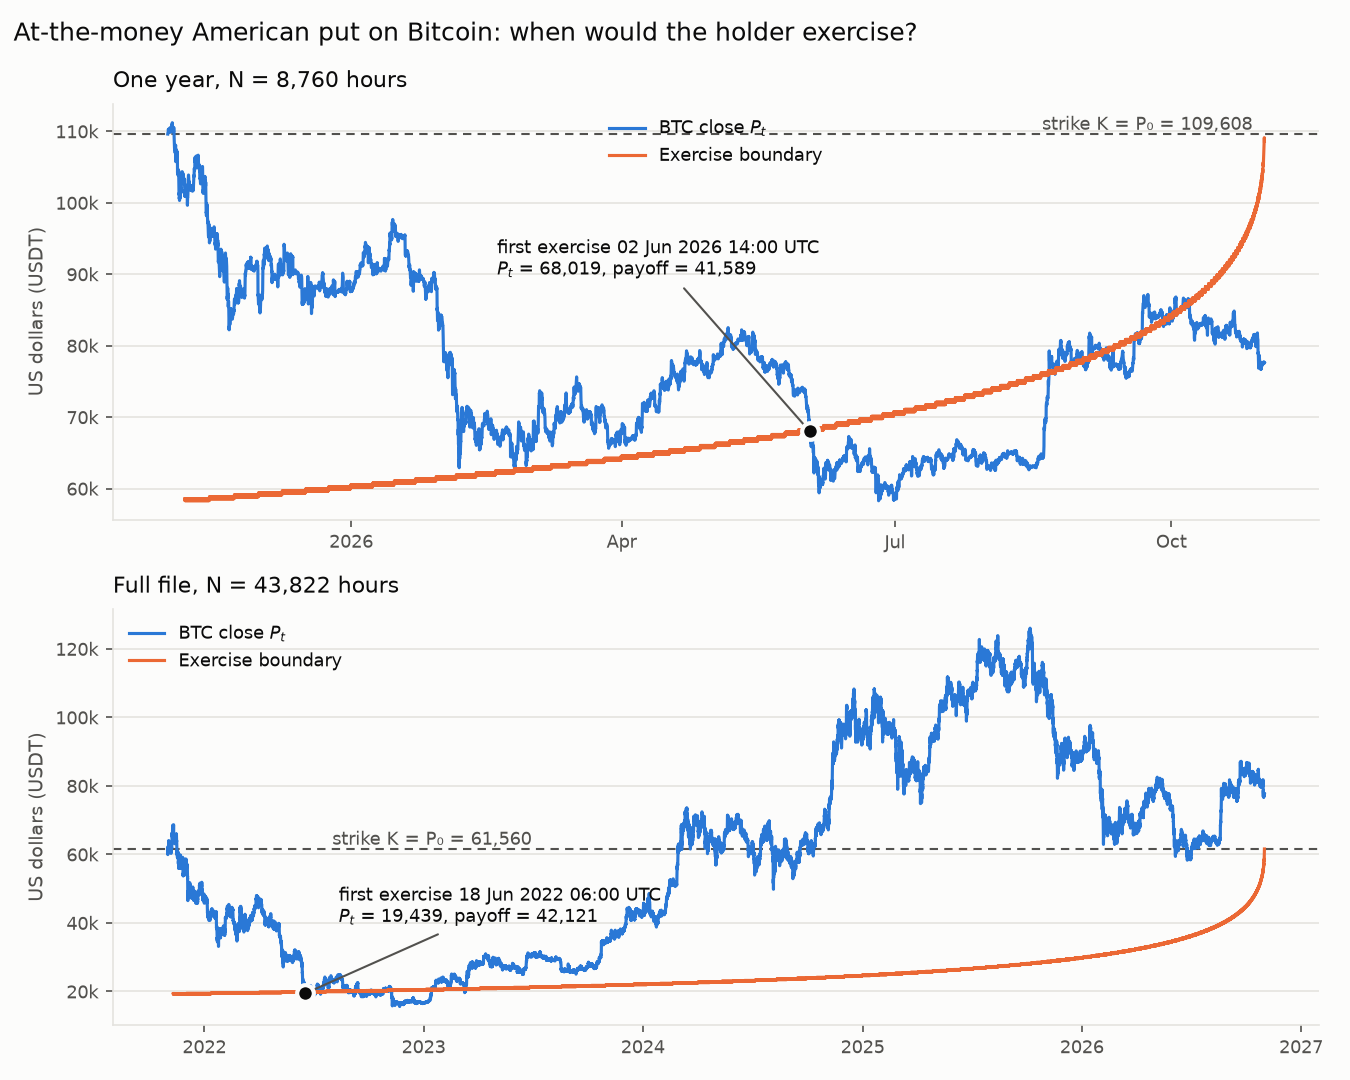 At-the-money American put on Bitcoin: when would the holder exercise?
One year, N = 8,760 hours
US dollars (USDT)
110k
100k
90k
80k
70k
60k
BTC close Pₜ
Exercise boundary
strike K = P₀ = 109,608
first exercise 02 Jun 2026 14:00 UTC
Pₜ = 68,019, payoff = 41,589
2026
Apr
Jul
Oct
Full file, N = 43,822 hours
US dollars (USDT)
120k
100k
80k
60k
40k
20k
BTC close Pₜ
Exercise boundary
strike K = P₀ = 61,560
first exercise 18 Jun 2022 06:00 UTC
Pₜ = 19,439, payoff = 42,121
2022
2023
2024
2025
2026
2027